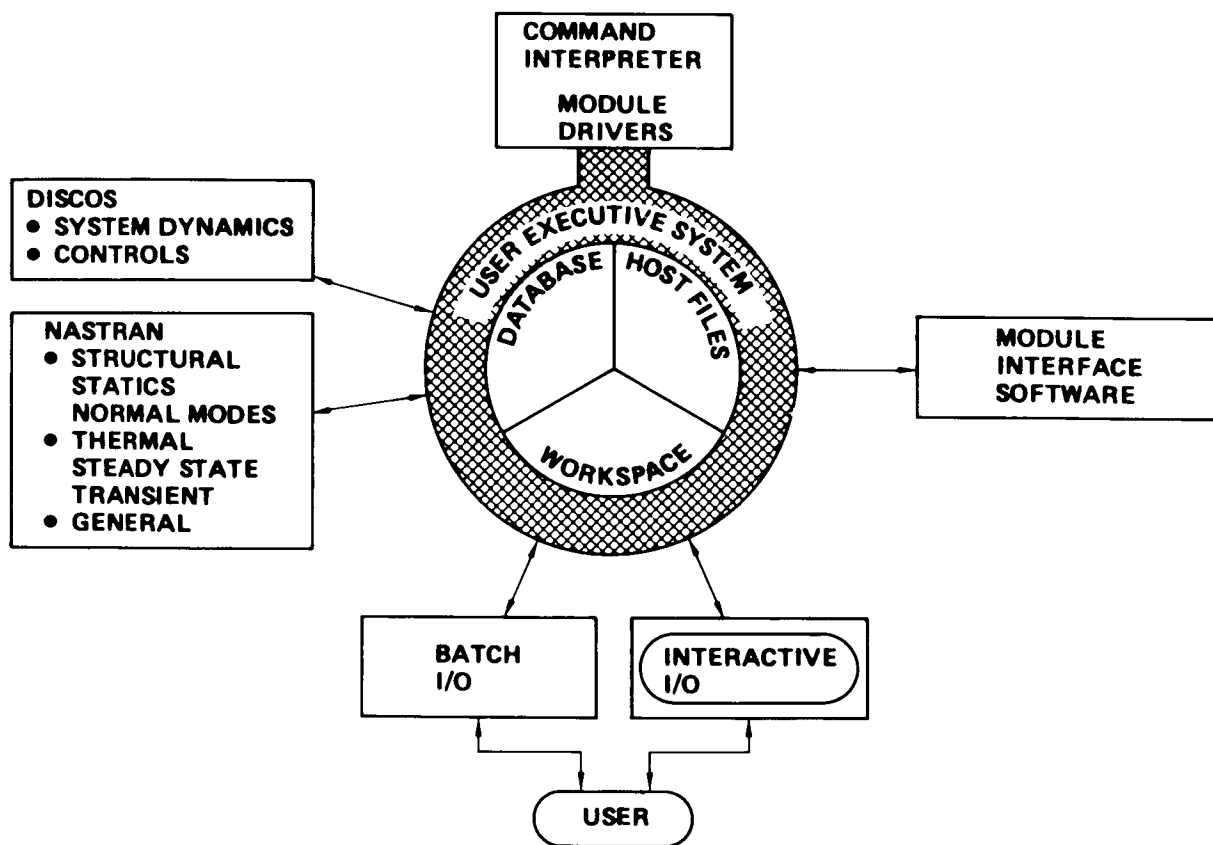 COMMAND
INTERPRETER
MODULE
DRIVERS
DISCOS
● SYSTEM DYNAMICS
● CONTROLS
NASTRAN
● STRUCTURAL
STATICS
NORMAL MODES
● THERMAL
STEADY STATE
TRANSIENT
● GENERAL
USER EXECUTIVE SYSTEM
DATABASE
HOST FILES
WORKSPACE
MODULE
INTERFACE
SOFTWARE
BATCH
I/O
INTERACTIVE
I/O
USER